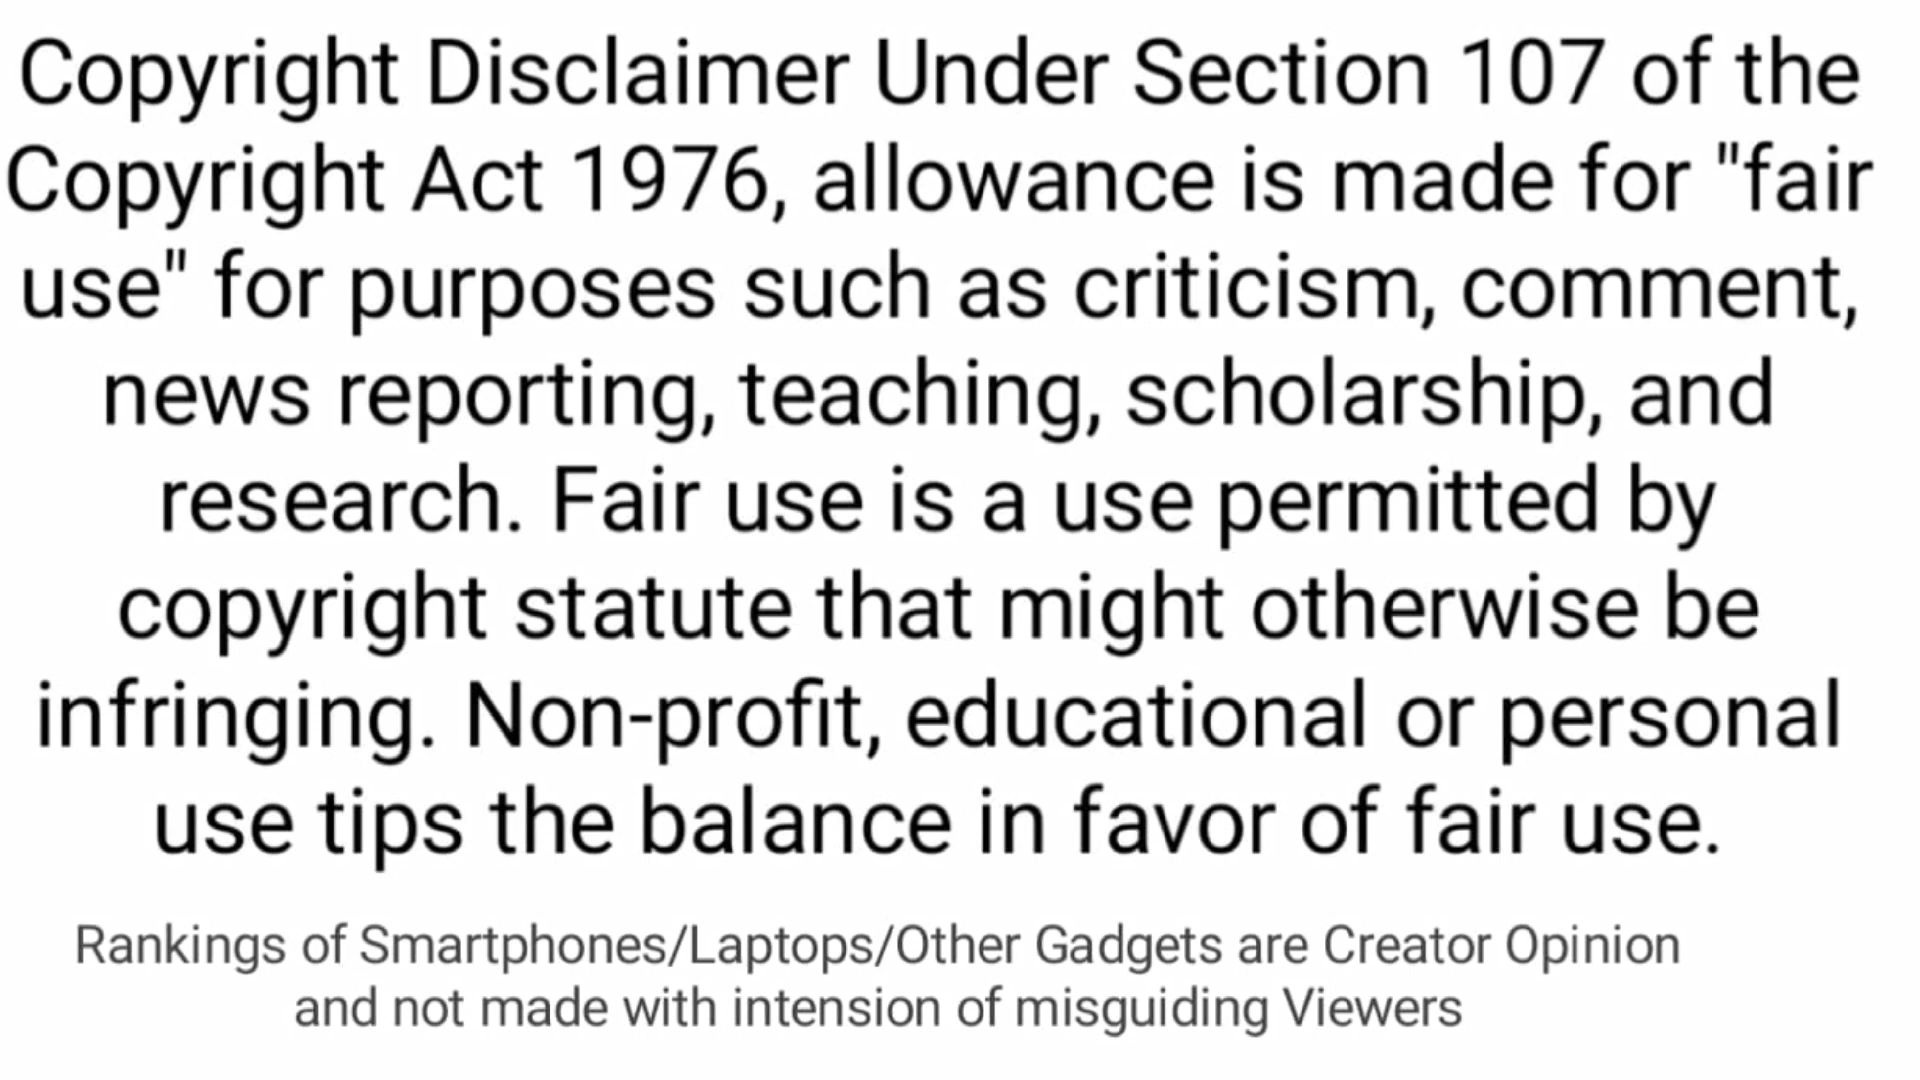 Copyright Disclaimer Under Section 107 of the
Copyright Act 1976, allowance is made for "fair
use" for purposes such as criticism, comment,
news reporting, teaching, scholarship, and
research. Fair use is a use permitted by
copyright statute that might otherwise be
infringing. Non-profit, educational or personal
use tips the balance in favor of fair use.
Rankings of Smartphones/Laptops/Other Gadgets are Creator Opinion
and not made with intension of misguiding Viewers